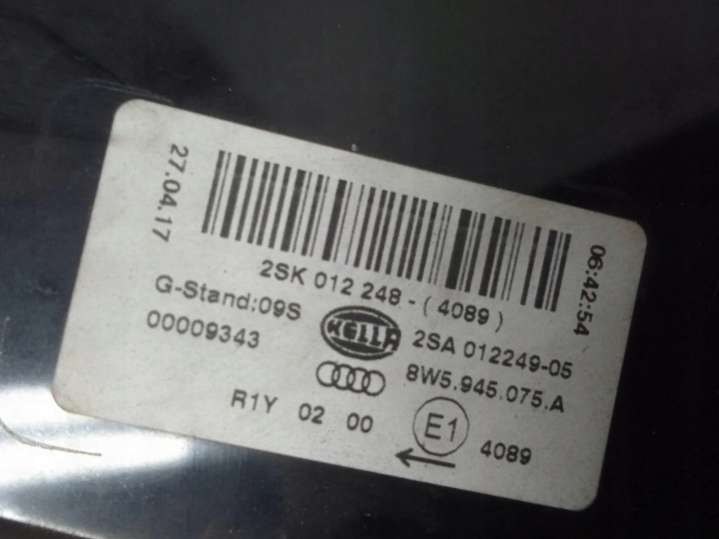 27.04.17
06:42:54
2SK 012 248 - ( 4089 )
G-Stand:09S
00009343
HELLA
2SA 012249-05
8W5.945.075.A
R1Y 02 00
E1
4089